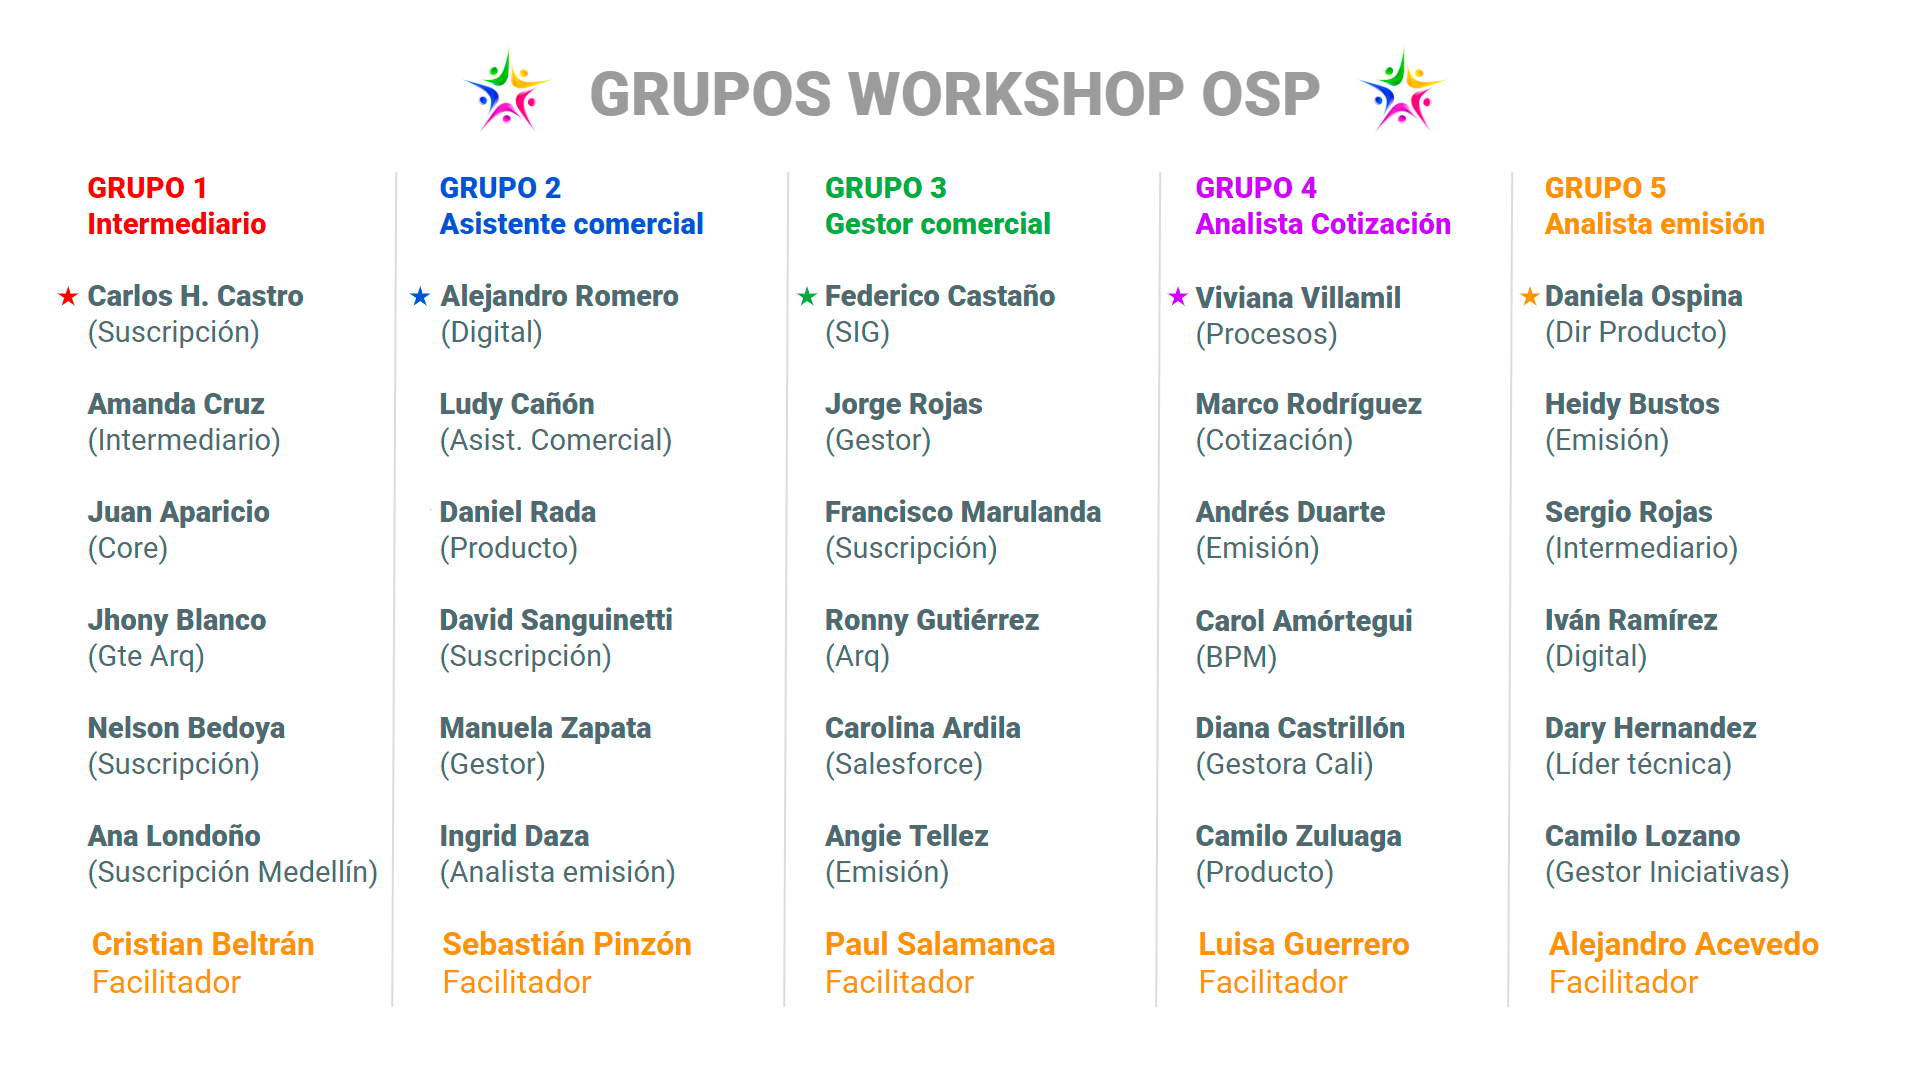 GRUPOS WORKSHOP OSP
GRUPO 1
Intermediario
Carlos H. Castro
(Suscripción)
Amanda Cruz
(Intermediario)
Juan Aparicio
(Core)
Jhony Blanco
(Gte Arq)
Nelson Bedoya
(Suscripción)
Ana Londoño
(Suscripción Medellín)
Cristian Beltrán
Facilitador
GRUPO 2
Asistente comercial
Alejandro Romero
(Digital)
Ludy Cañón
(Asist. Comercial)
Daniel Rada
(Producto)
David Sanguinetti
(Suscripción)
Manuela Zapata
(Gestor)
Ingrid Daza
(Analista emisión)
Sebastián Pinzón
Facilitador
GRUPO 3
Gestor comercial
Federico Castaño
(SIG)
Jorge Rojas
(Gestor)
Francisco Marulanda
(Suscripción)
Ronny Gutiérrez
(Arq)
Carolina Ardila
(Salesforce)
Angie Tellez
(Emisión)
Paul Salamanca
Facilitador
GRUPO 4
Analista Cotización
Viviana Villamil
(Procesos)
Marco Rodríguez
(Cotización)
Andrés Duarte
(Emisión)
Carol Amórtegui
(BPM)
Diana Castrillón
(Gestora Cali)
Camilo Zuluaga
(Producto)
Luisa Guerrero
Facilitador
GRUPO 5
Analista emisión
Daniela Ospina
(Dir Producto)
Heidy Bustos
(Emisión)
Sergio Rojas
(Intermediario)
Iván Ramírez
(Digital)
Dary Hernandez
(Líder técnica)
Camilo Lozano
(Gestor Iniciativas)
Alejandro Acevedo
Facilitador